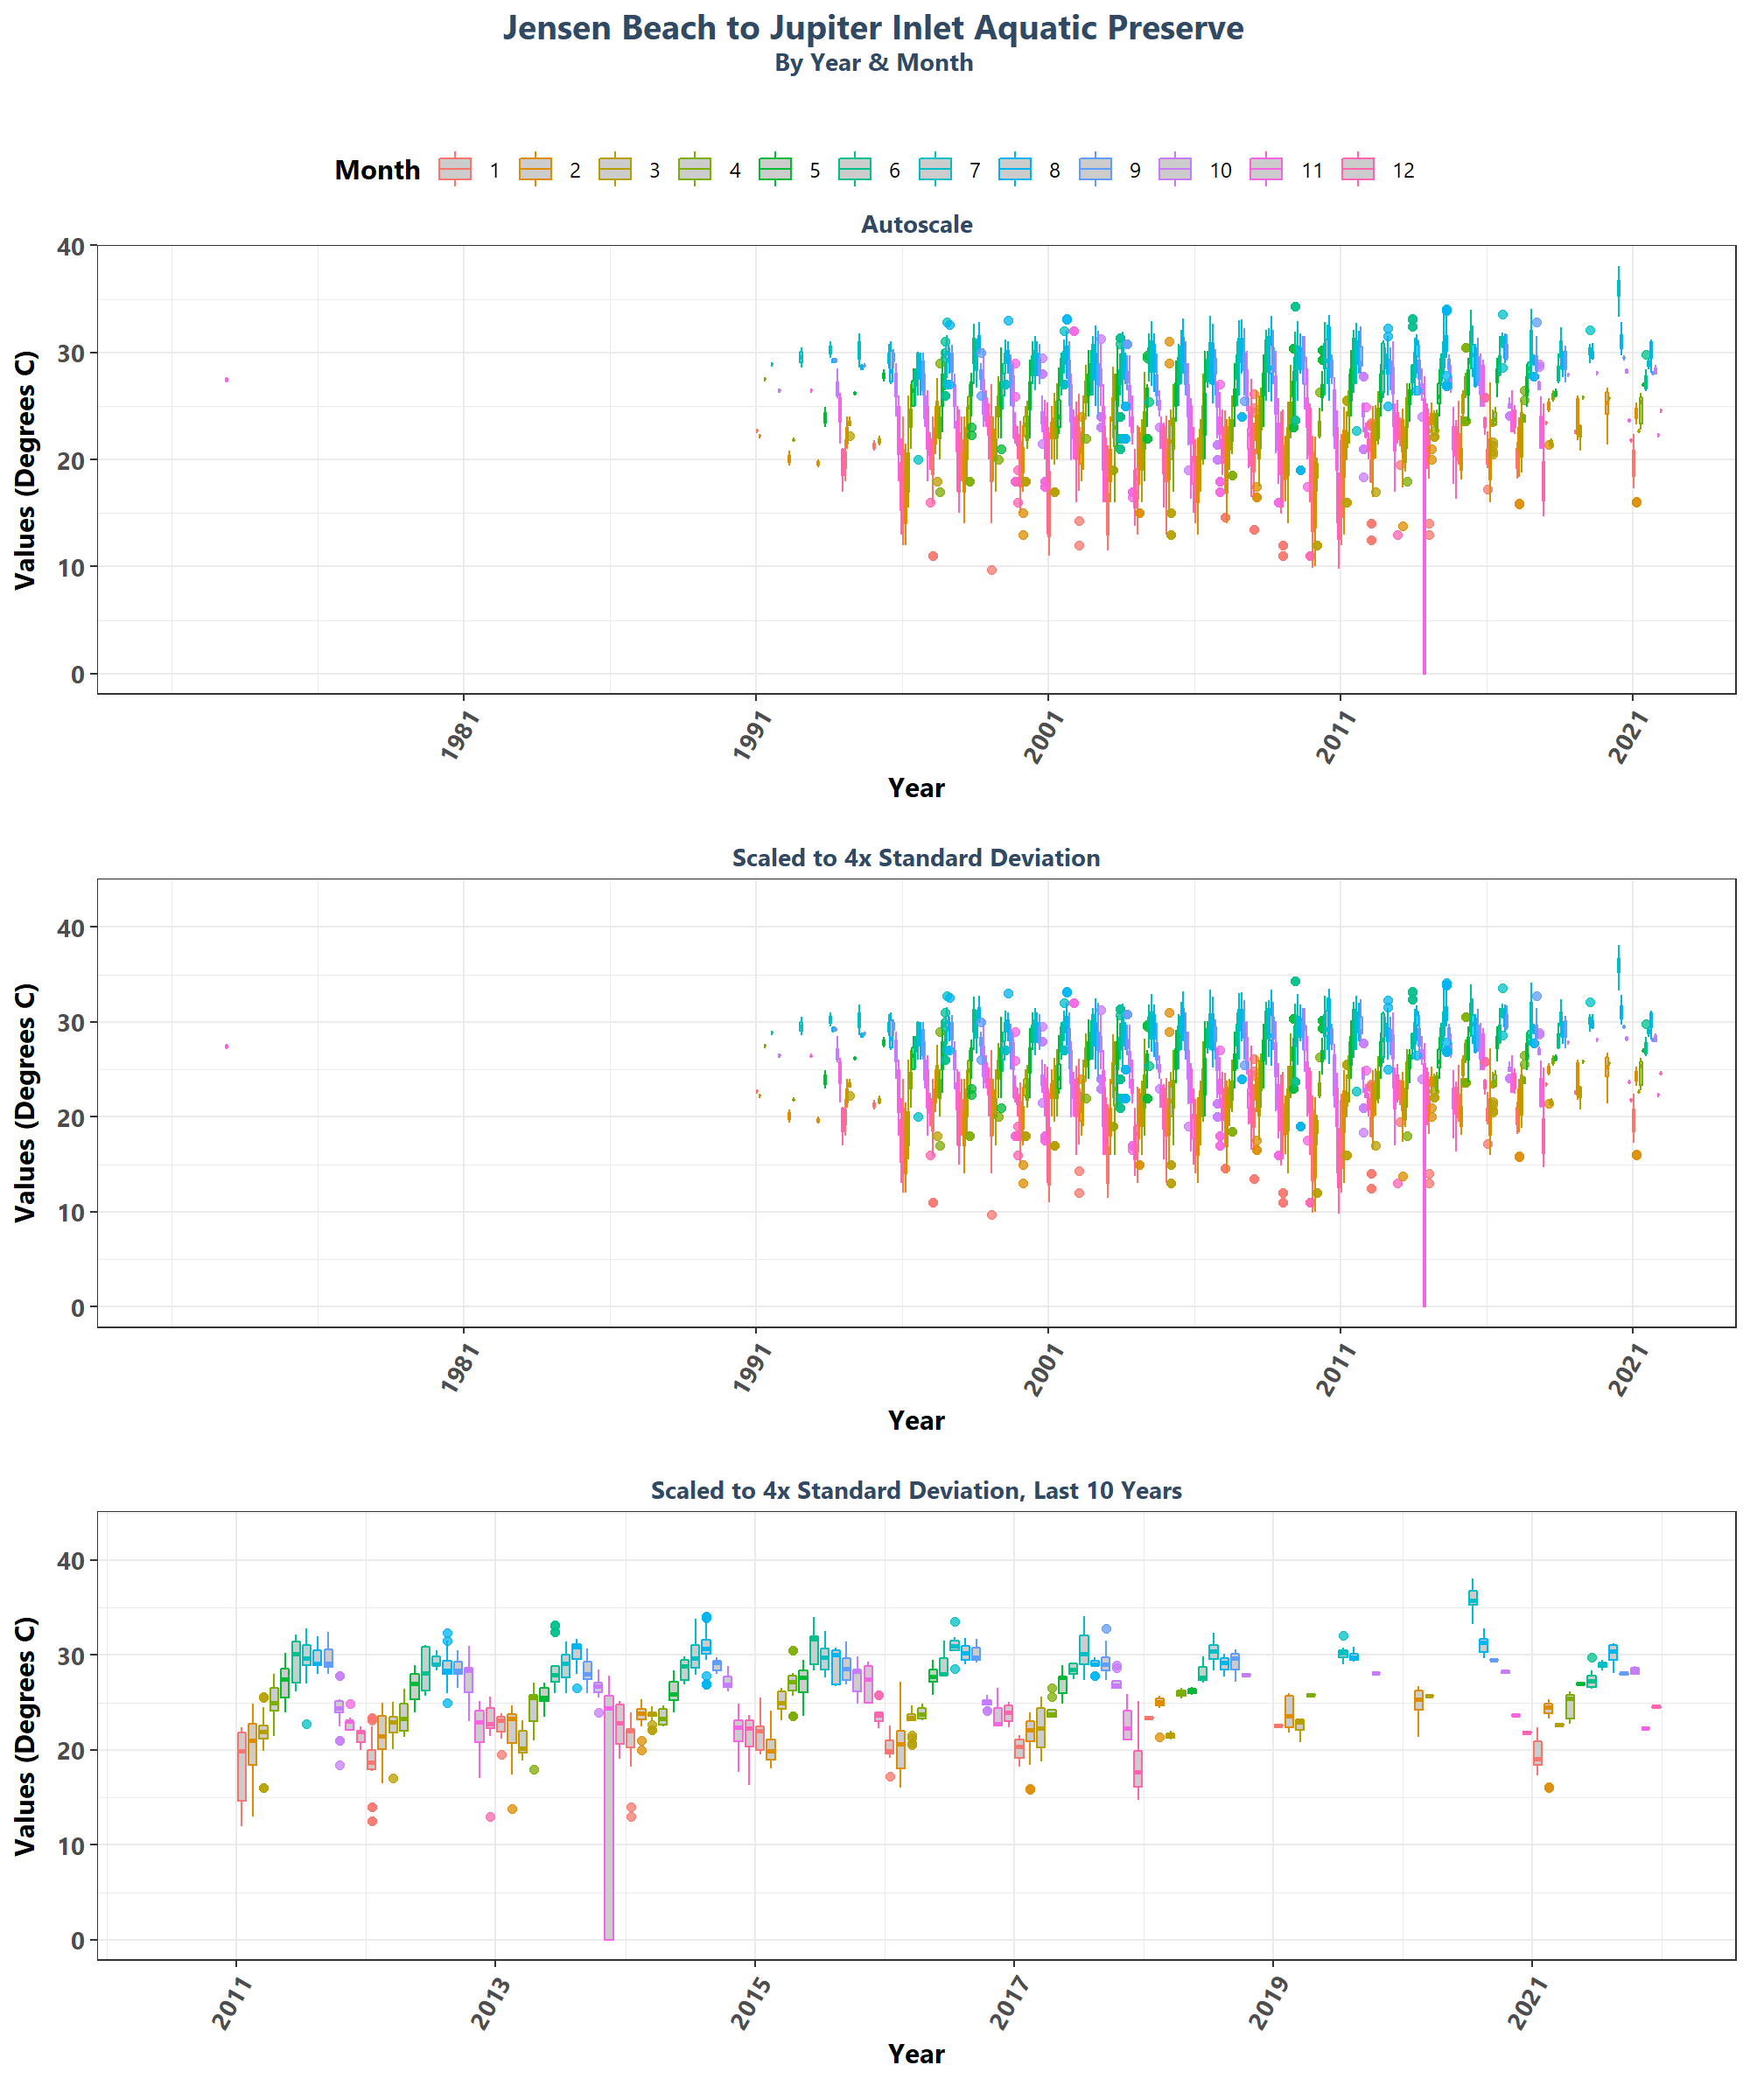 Jensen Beach to Jupiter Inlet Aquatic Preserve
By Year & Month
Month 1 2 3 4 5 6 7 8 9 10 11 12
Autoscale
40
30
20
10
0
Values (Degrees C)
1981 1991 2001 2011 2021
Year
Scaled to 4x Standard Deviation
40
30
20
10
0
Values (Degrees C)
1981 1991 2001 2011 2021
Year
Scaled to 4x Standard Deviation, Last 10 Years
40
30
20
10
0
Values (Degrees C)
2011 2013 2015 2017 2019 2021
Year